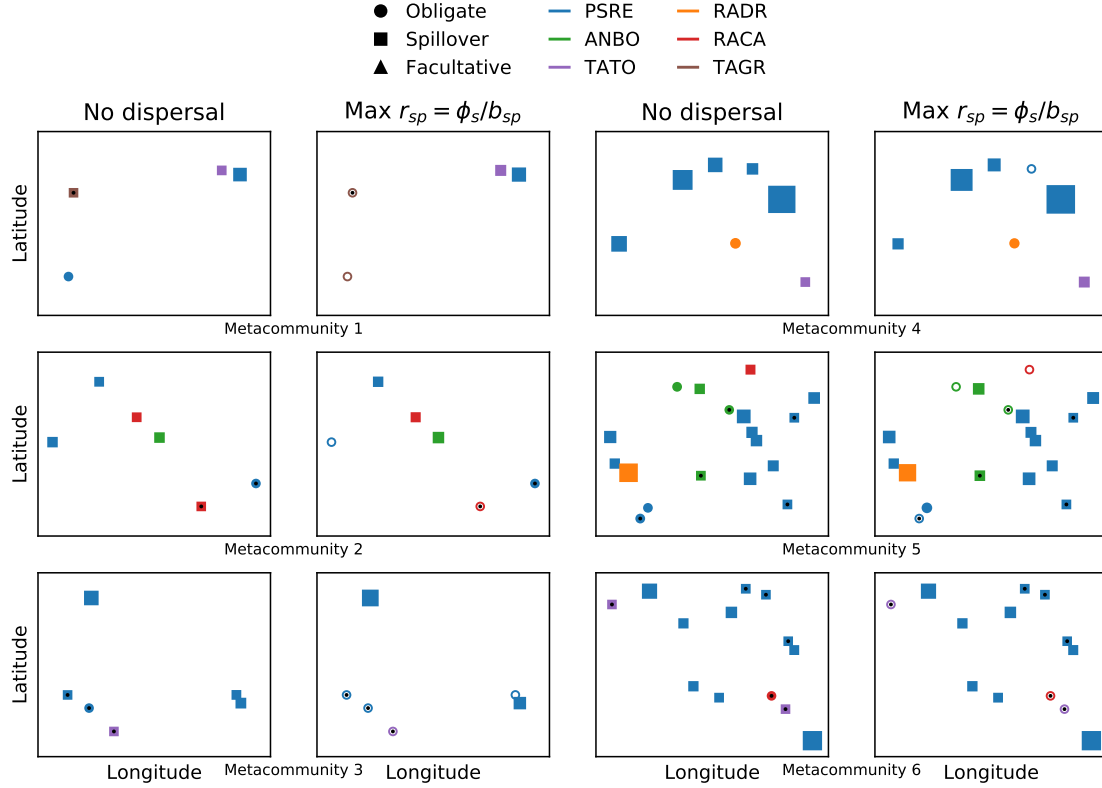 Obligate PSRE RADR
Spillover ANBO RACA
Facultative TATO TAGR
No dispersal Max r_sp = ϕ_s/b_sp No dispersal Max r_sp = ϕ_s/b_sp
Latitude
Metacommunity 1 Metacommunity 4
Latitude
Metacommunity 2 Metacommunity 5
Latitude
Longitude Metacommunity 3 Longitude Longitude Metacommunity 6 Longitude